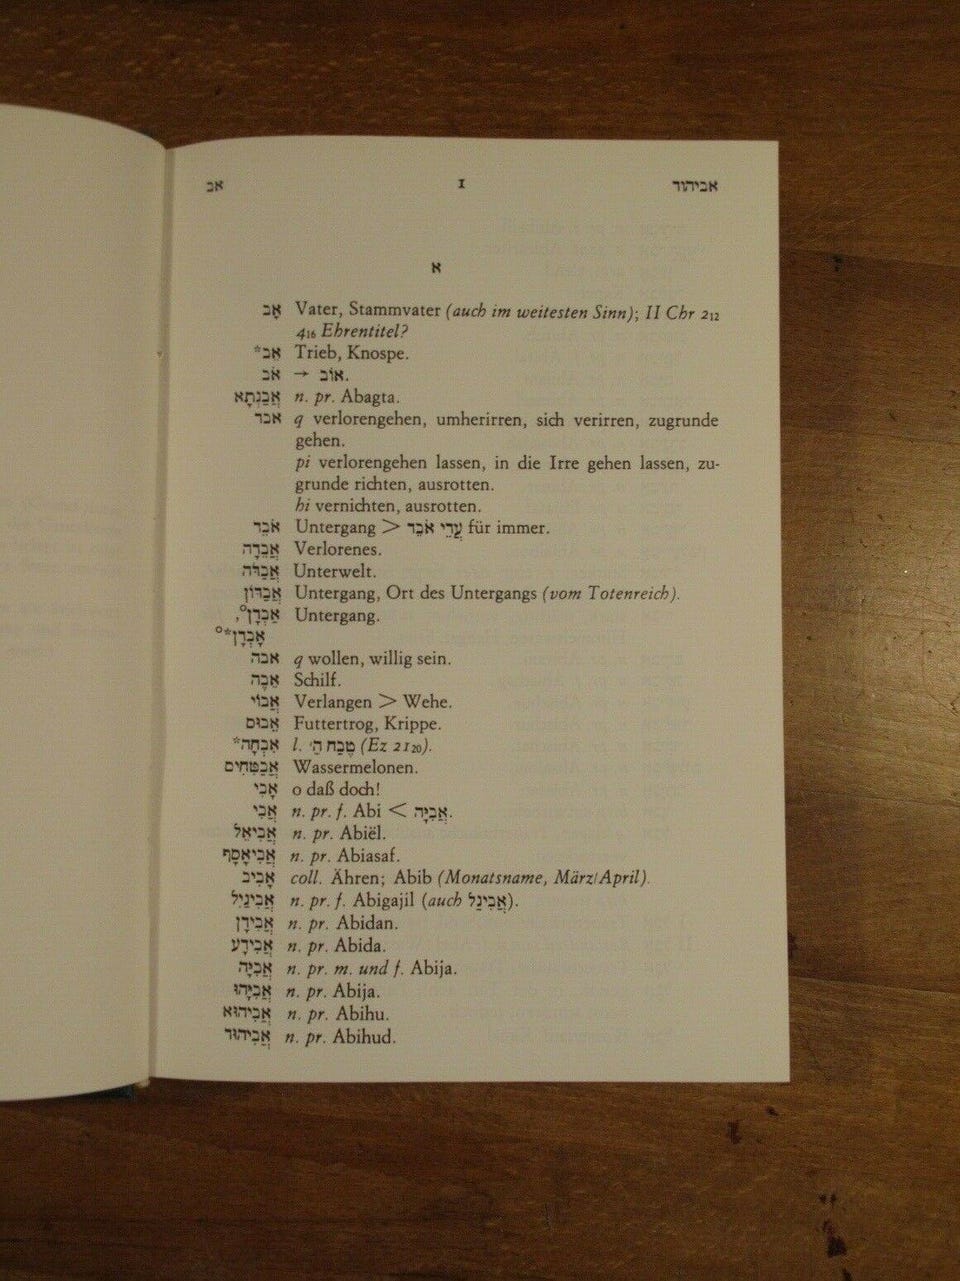 אב 1 אביהוד
א
אָב Vater, Stammvater (auch im weitesten Sinn); II Chr 2₁₂
4₁₆ Ehrentitel?
אֵב* Trieb, Knospe.
אֹב → אוֹב.
אֲבַגְתָא n. pr. Abagta.
אבד q verlorengehen, umherirren, sich verirren, zugrunde
gehen.
pi verlorengehen lassen, in die Irre gehen lassen, zu-
grunde richten, ausrotten.
hi vernichten, ausrotten.
אֹבֵד Untergang > עֲדֵי אֹבֵד für immer.
אֲבֵדָה Verlorenes.
אֲבַדֹּה Unterwelt.
אֲבַדּוֹן Untergang, Ort des Untergangs (vom Totenreich).
אַבְדָן°, Untergang.
אָבְדָן*°
אבה q wollen, willig sein.
אֵבֶה Schilf.
אֲבוֹי Verlangen > Wehe.
אֵבוּס Futtertrog, Krippe.
אִבְחָה* l. טֶבַח הַ׳ (Ez 21₂₀).
אֲבַטִּחִים Wassermelonen.
אָבִי o daß doch!
אֲבִי n. pr. f. Abi < אֲבִיָּה.
אֲבִיאֵל n. pr. Abiël.
אֲבִיאָסָף n. pr. Abiasaf.
אָבִיב coll. Ähren; Abib (Monatsname, März/April).
אֲבִיגַיִל n. pr. f. Abigajil (auch אֲבִיגַל).
אֲבִידָן n. pr. Abidan.
אֲבִידָע n. pr. Abida.
אֲבִיָּה n. pr. m. und f. Abija.
אֲבִיָּהוּ n. pr. Abija.
אֲבִיהוּא n. pr. Abihu.
אֲבִיהוּד n. pr. Abihud.